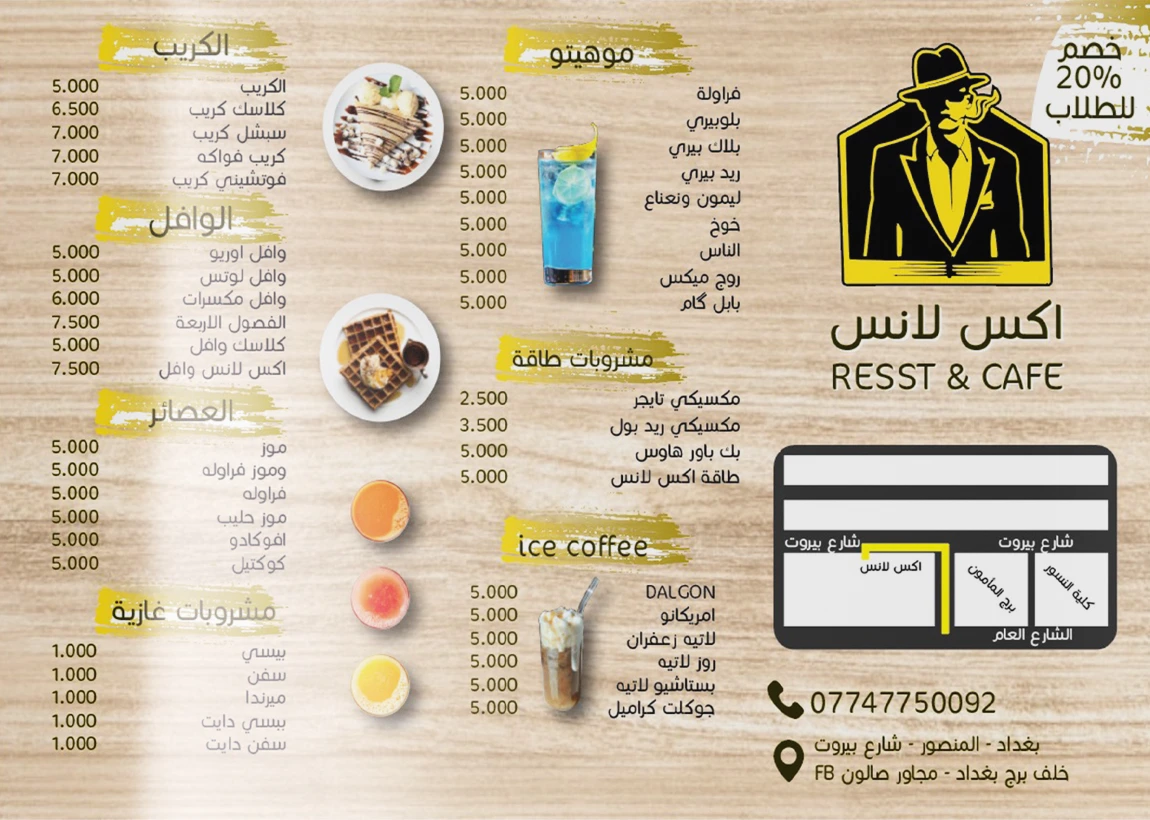 خصم
20%
للطلاب
اكس لانس
RESST & CAFE
شارع بيروت
شارع بيروت
كلية النسور
برج المأمون
اكس لانس
الشارع العام
07747750092
بغداد - المنصور - شارع بيروت
خلف برج بغداد - مجاور صالون FB
موهيتو
فراولة 5.000
بلوبيري 5.000
بلاك بيري 5.000
ريد بيري 5.000
ليمون ونعناع 5.000
خوخ 5.000
الناس 5.000
روج ميكس 5.000
بابل گام 5.000
مشروبات طاقة
مكسيكي تايجر 2.500
مكسيكي ريد بول 3.500
بك باور هاوس 5.000
طاقة اكس لانس 5.000
ice coffee
DALGON 5.000
امريكانو 5.000
لاتيه زعفران 5.000
روز لاتيه 5.000
بستاشيو لاتيه 5.000
جوكلت كراميل 5.000
الكريب
الكريب 5.000
كلاسك كريب 6.500
سبشل كريب 7.000
كريب فواكه 7.000
فوتشيني كريب 7.000
الوافل
وافل اوريو 5.000
وافل لوتس 5.000
وافل مكسرات 6.000
الفصول الاربعة 7.500
كلاسك وافل 5.000
اكس لانس وافل 7.500
العصائر
موز 5.000
وموز فراوله 5.000
فراوله 5.000
موز حليب 5.000
افوكادو 5.000
كوكتيل 5.000
مشروبات غازية
بيسي 1.000
سفن 1.000
ميرندا 1.000
ببسي دايت 1.000
سفن دايت 1.000